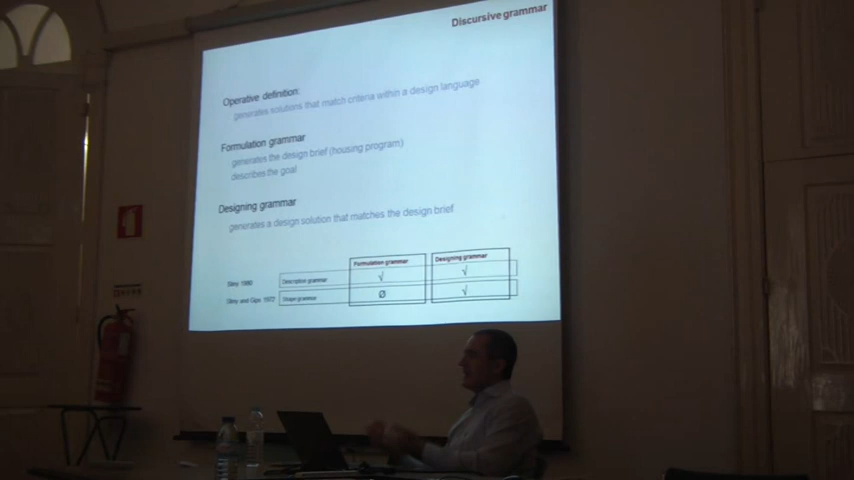 Discursive grammar
Operative definition:
generates solutions that match criteria within a design language
Formulation grammar
generates the design brief (housing program)
describes the goal
Designing grammar
generates a design solution that matches the design brief
Formulation grammar Designing grammar
Stiny 1980 Description grammar √ √
Stiny and Gips 1972 Shape grammar Ø √